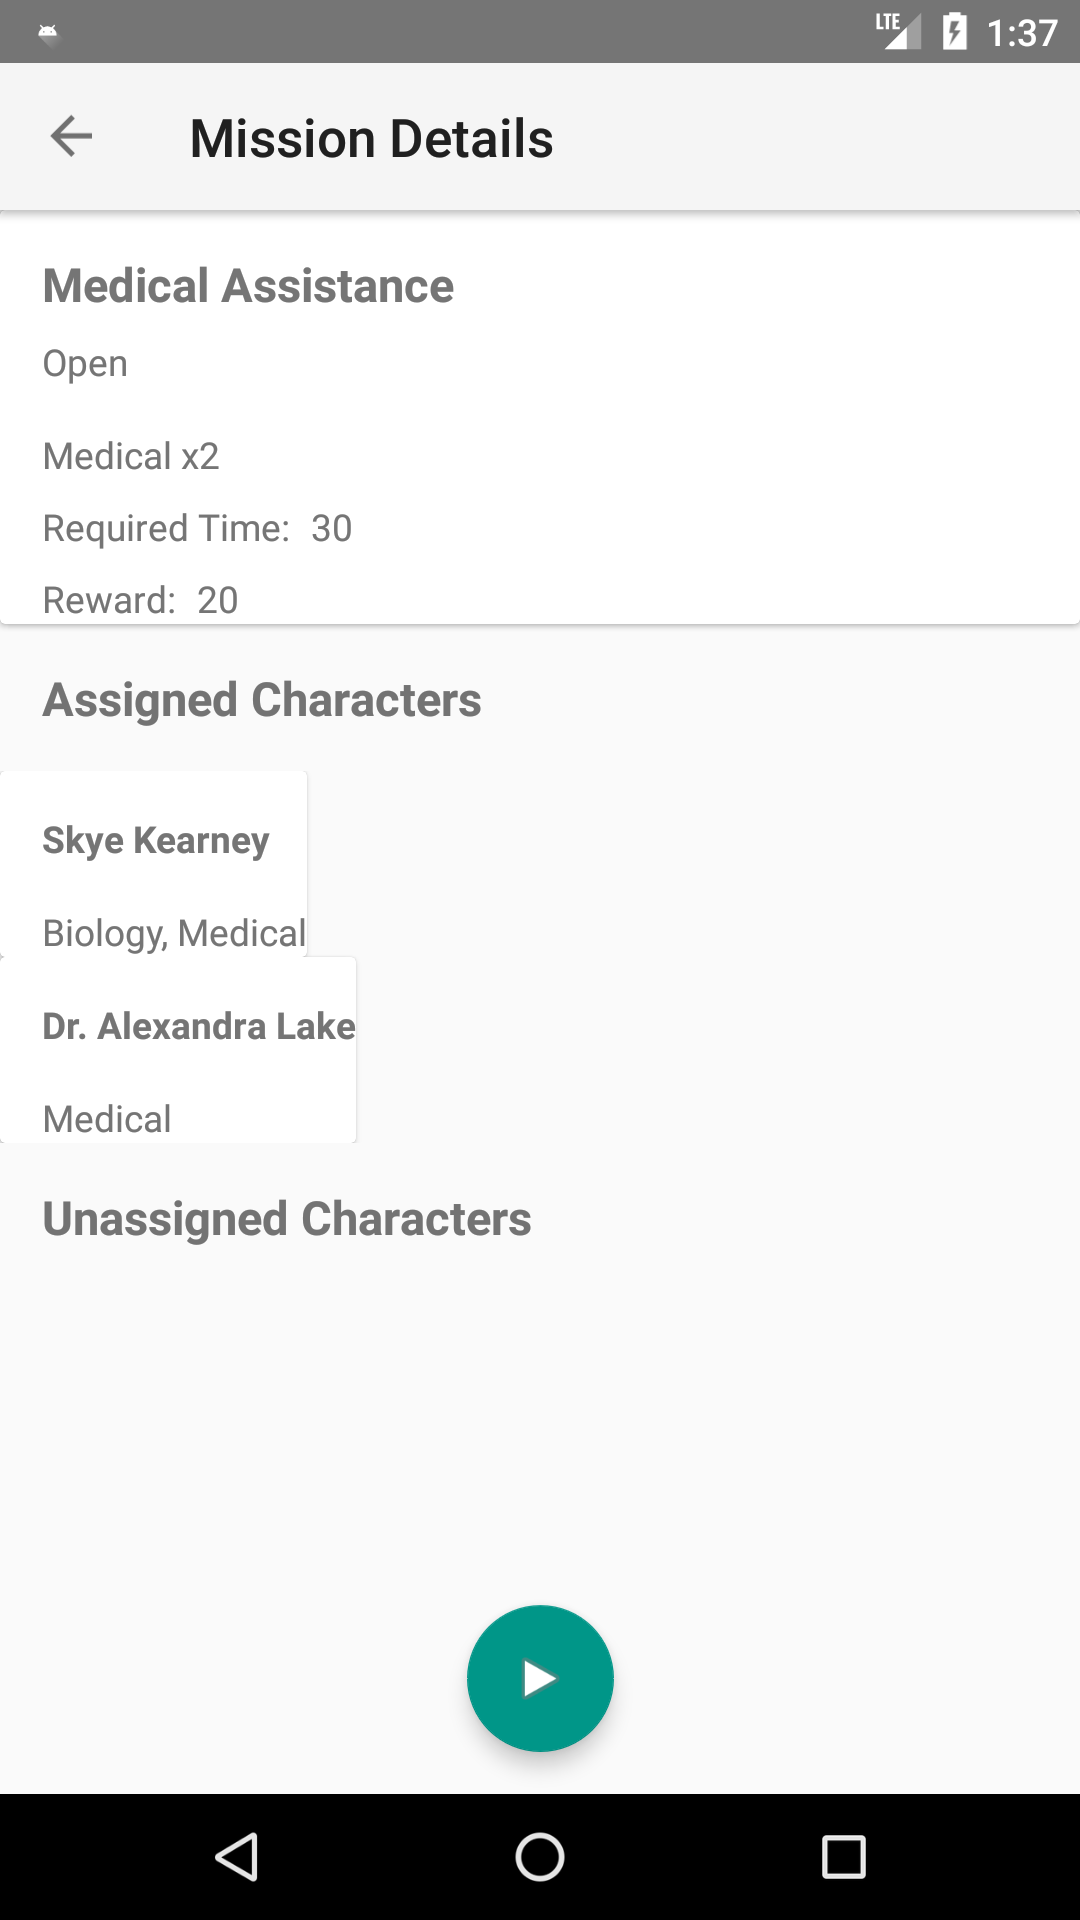 LTE 1:37
Mission Details
Medical Assistance
Open
Medical x2
Required Time: 30
Reward: 20
Assigned Characters
Skye Kearney
Biology, Medical
Dr. Alexandra Lake
Medical
Unassigned Characters